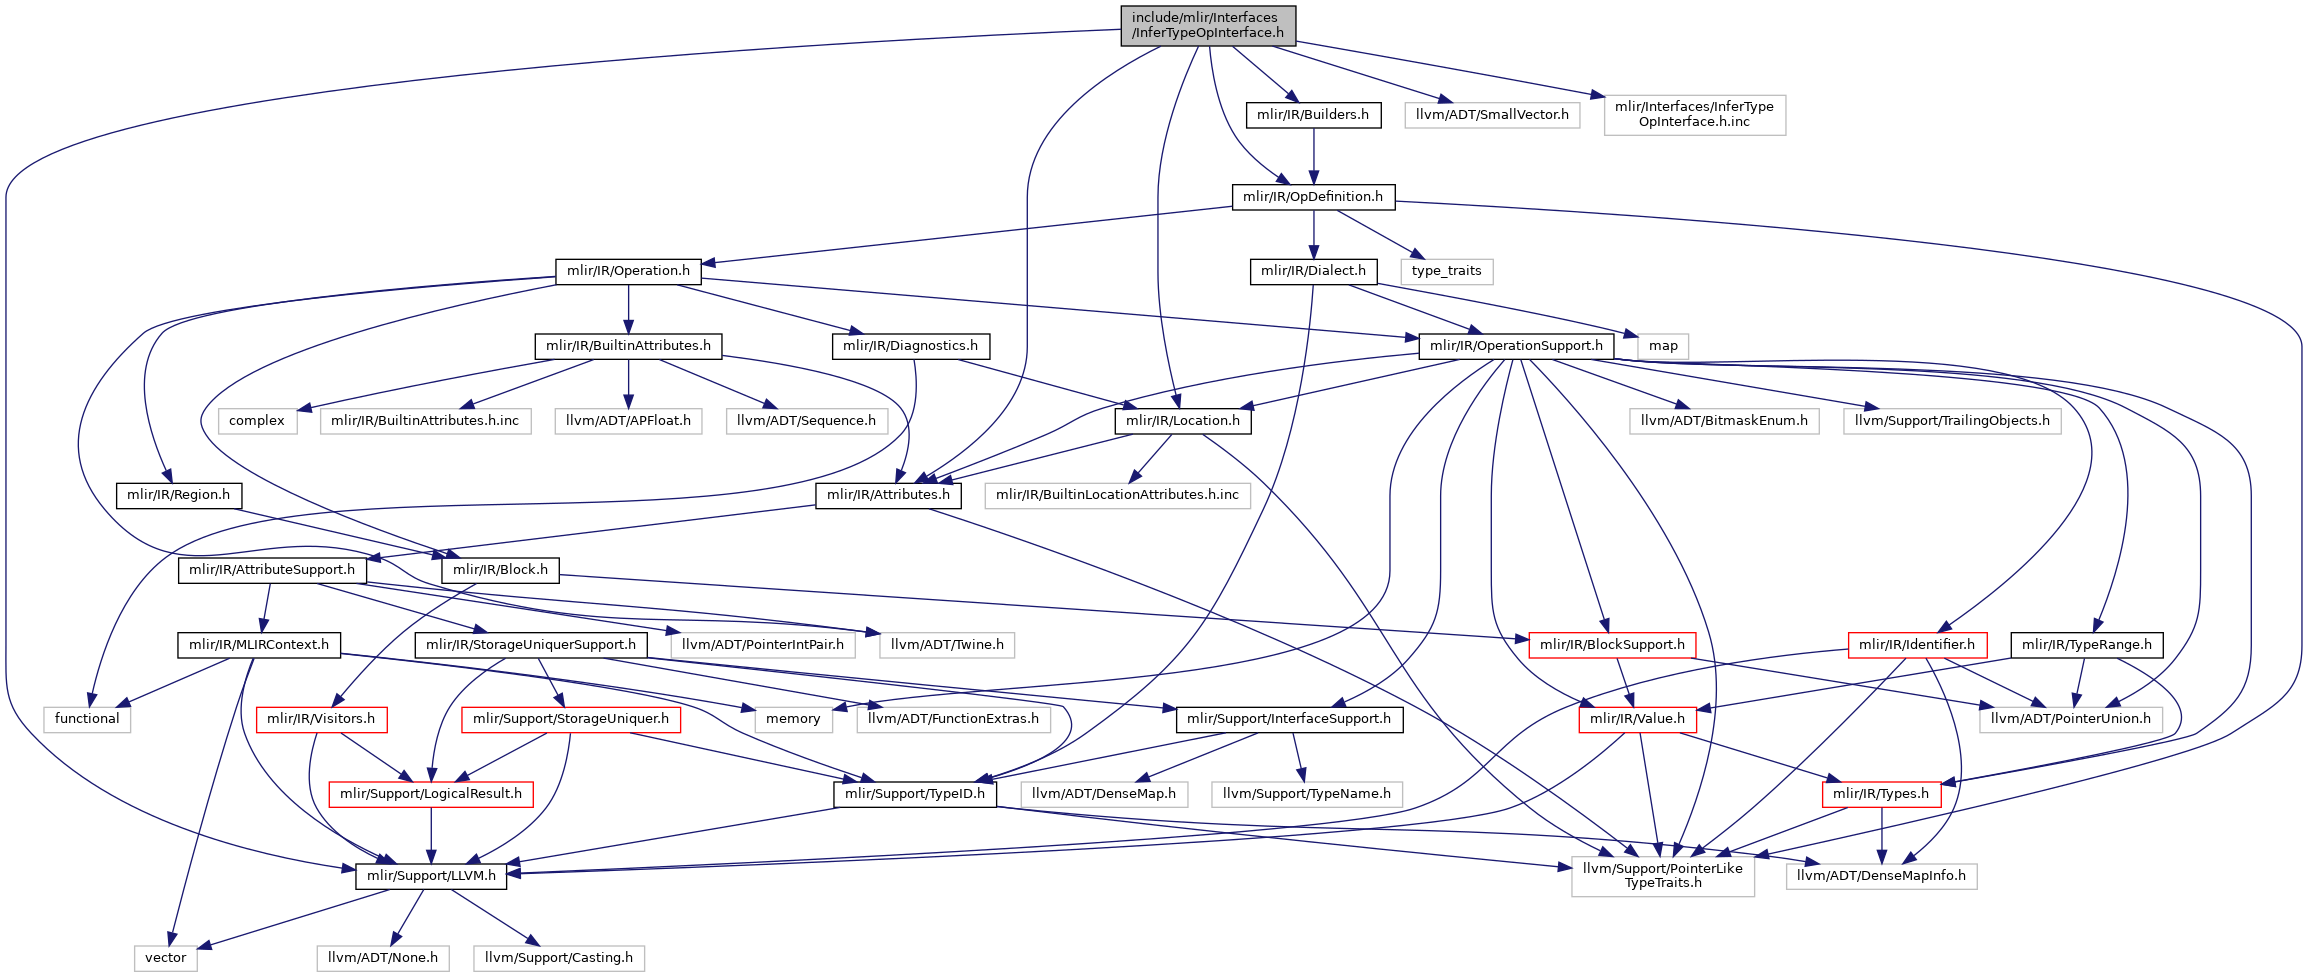 include/mlir/Interfaces
/InferTypeOpInterface.h
mlir/IR/Builders.h
llvm/ADT/SmallVector.h
mlir/Interfaces/InferType
OpInterface.h.inc
mlir/IR/OpDefinition.h
mlir/IR/Operation.h
mlir/IR/Dialect.h
type_traits
mlir/IR/BuiltinAttributes.h
mlir/IR/Diagnostics.h
mlir/IR/OperationSupport.h
map
complex
mlir/IR/BuiltinAttributes.h.inc
llvm/ADT/APFloat.h
llvm/ADT/Sequence.h
mlir/IR/Location.h
llvm/ADT/BitmaskEnum.h
llvm/Support/TrailingObjects.h
mlir/IR/Region.h
mlir/IR/Attributes.h
mlir/IR/BuiltinLocationAttributes.h.inc
mlir/IR/AttributeSupport.h
mlir/IR/Block.h
mlir/IR/MLIRContext.h
mlir/IR/StorageUniquerSupport.h
llvm/ADT/PointerIntPair.h
llvm/ADT/Twine.h
mlir/IR/BlockSupport.h
mlir/IR/Identifier.h
mlir/IR/TypeRange.h
functional
mlir/IR/Visitors.h
mlir/Support/StorageUniquer.h
memory
llvm/ADT/FunctionExtras.h
mlir/Support/InterfaceSupport.h
mlir/IR/Value.h
llvm/ADT/PointerUnion.h
mlir/Support/LogicalResult.h
mlir/Support/TypeID.h
llvm/ADT/DenseMap.h
llvm/Support/TypeName.h
mlir/IR/Types.h
mlir/Support/LLVM.h
llvm/Support/PointerLike
TypeTraits.h
llvm/ADT/DenseMapInfo.h
vector
llvm/ADT/None.h
llvm/Support/Casting.h